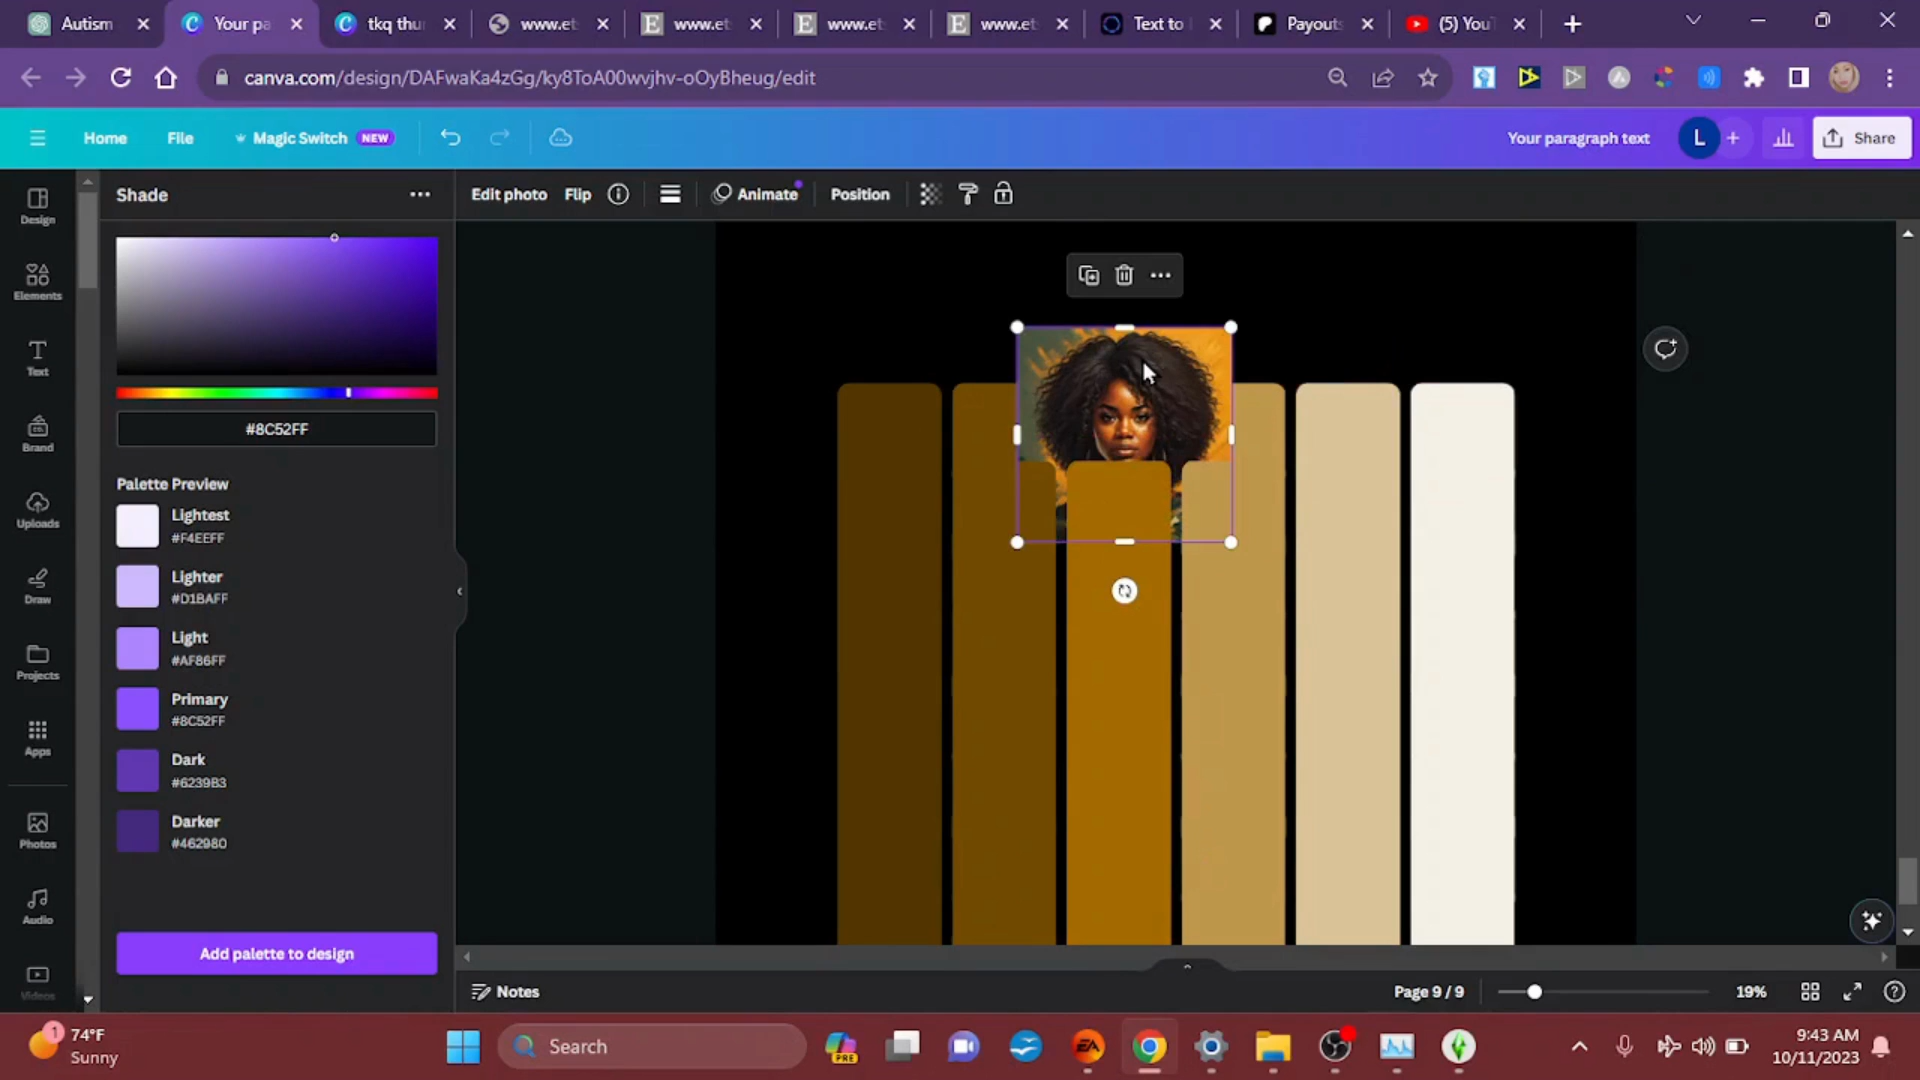 Autism
Your pa
tkq thu
www.et
www.et
www.et
www.et
Text to
Payout
(5) You
canva.com/design/DAFwaKa4zGg/ky8ToA00wvjhv-oOyBheug/edit
Home
File
Magic Switch NEW
Your paragraph text
L
Share
Shade
Edit photo
Flip
Animate
Position
Design
Elements
Text
Brand
Uploads
Draw
Projects
Apps
Photos
Audio
Videos
#8C52FF
Palette Preview
Lightest
#F4EEFF
Lighter
#D1BAFF
Light
#AF86FF
Primary
#8C52FF
Dark
#6239B3
Darker
#462980
Add palette to design
Notes
Page 9 / 9
19%
1
74°F
Sunny
Search
PRE
EA
9:43 AM
10/11/2023